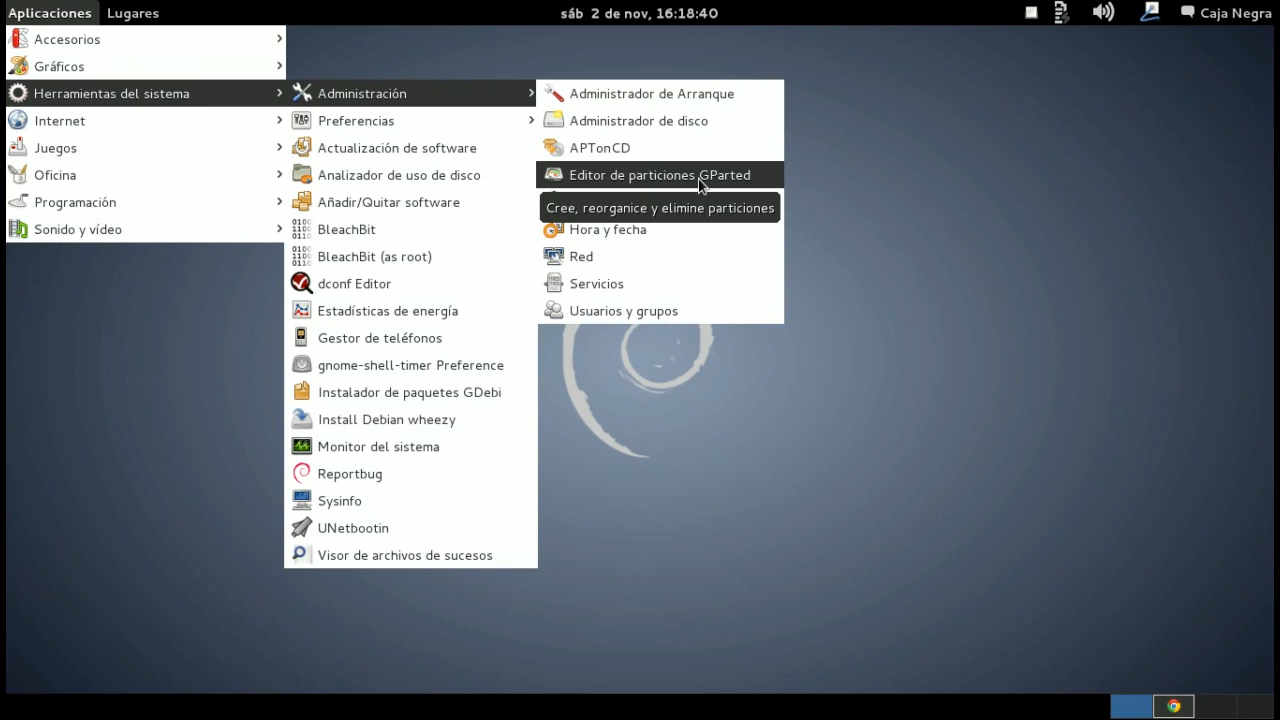 Aplicaciones Lugares sáb 2 de nov, 16:18:40 Caja Negra
Accesorios
Gráficos
Herramientas del sistema
Internet
Juegos
Oficina
Programación
Sonido y vídeo
Administración
Preferencias
Actualización de software
Analizador de uso de disco
Añadir/Quitar software
BleachBit
BleachBit (as root)
dconf Editor
Estadísticas de energía
Gestor de teléfonos
gnome-shell-timer Preference
Instalador de paquetes GDebi
Install Debian wheezy
Monitor del sistema
Reportbug
Sysinfo
UNetbootin
Visor de archivos de sucesos
Administrador de Arranque
Administrador de disco
APTonCD
Editor de particiones GParted
Cree, reorganice y elimine particiones
Hora y fecha
Red
Servicios
Usuarios y grupos